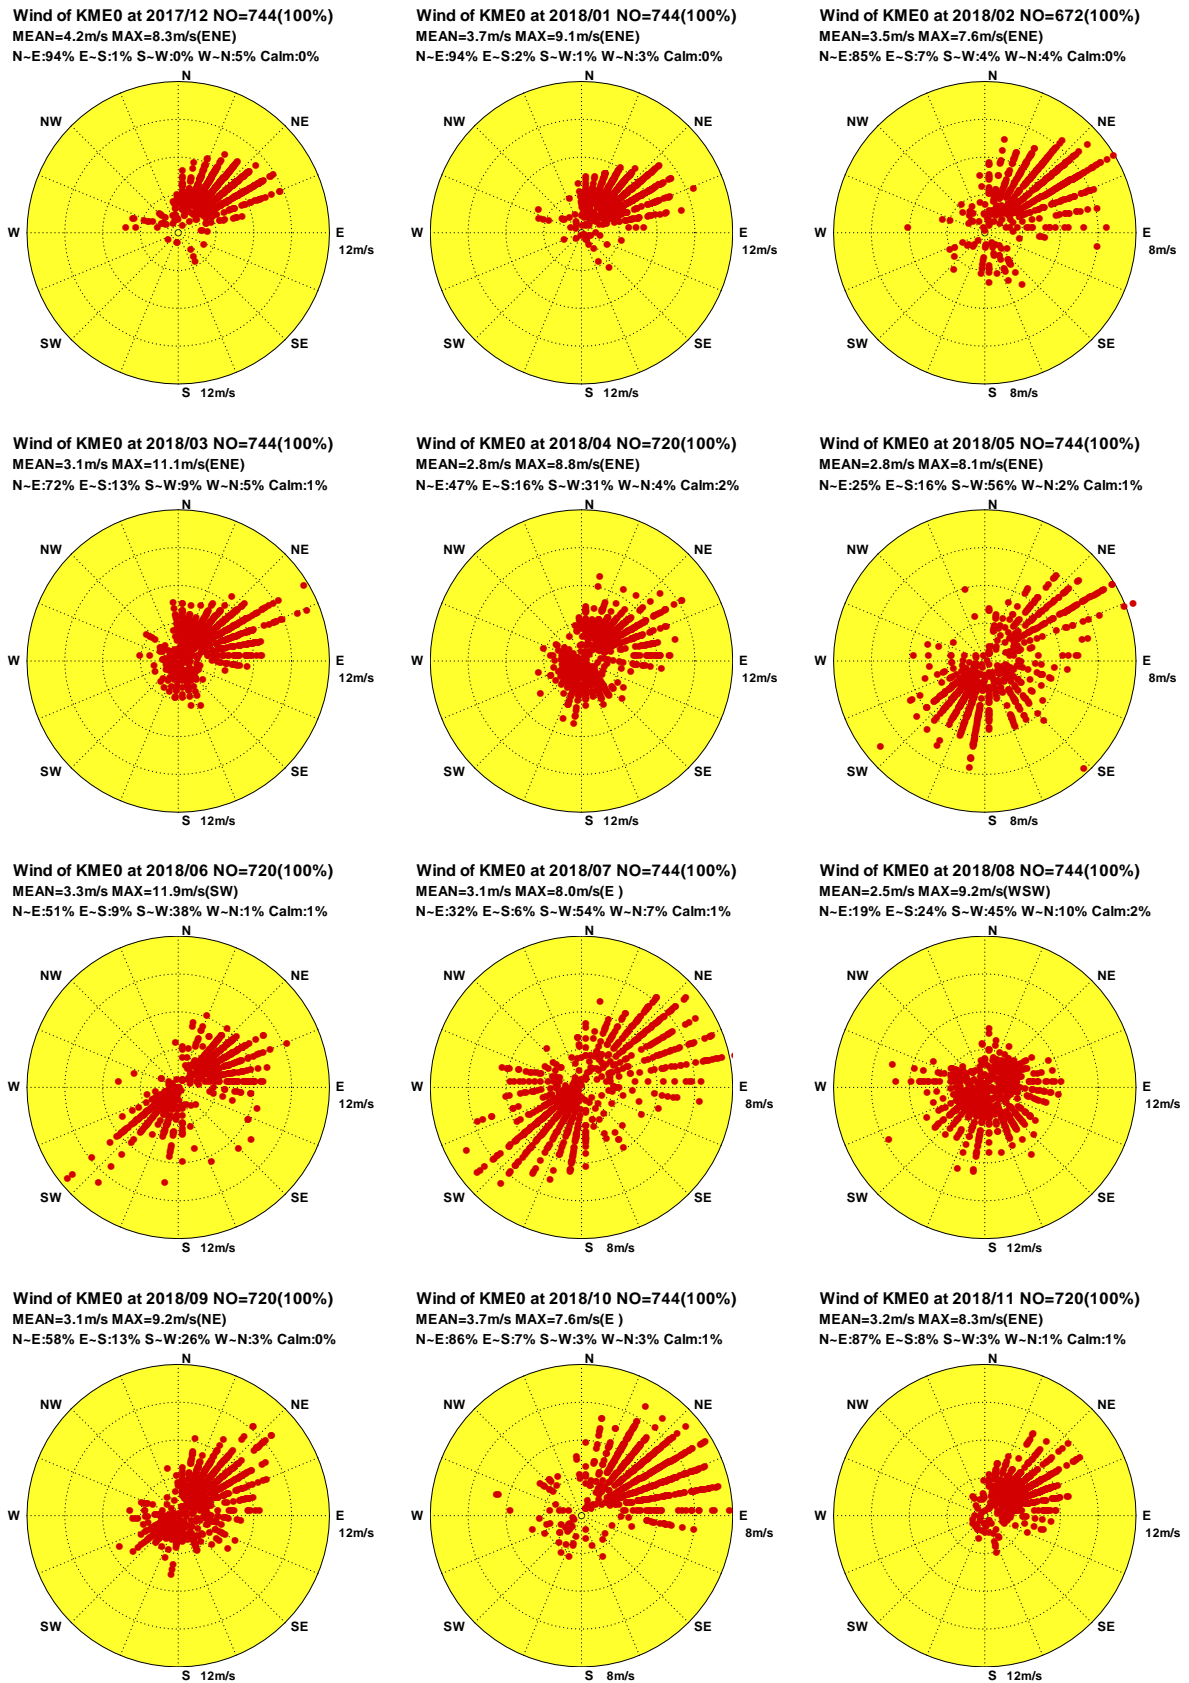 Wind of KME0 at 2017/12 NO=744(100%)
MEAN=4.2m/s MAX=8.3m/s(ENE)
N~E:94% E~S:1% S~W:0% W~N:5% Calm:0%
N
NW
NE
W
E
12m/s
SW
SE
S 12m/s
Wind of KME0 at 2018/01 NO=744(100%)
MEAN=3.7m/s MAX=9.1m/s(ENE)
N~E:94% E~S:2% S~W:1% W~N:3% Calm:0%
N
NW
NE
W
E
12m/s
SW
SE
S 12m/s
Wind of KME0 at 2018/02 NO=672(100%)
MEAN=3.5m/s MAX=7.6m/s(ENE)
N~E:85% E~S:7% S~W:4% W~N:4% Calm:0%
N
NW
NE
W
E
8m/s
SW
SE
S 8m/s
Wind of KME0 at 2018/03 NO=744(100%)
MEAN=3.1m/s MAX=11.1m/s(ENE)
N~E:72% E~S:13% S~W:9% W~N:5% Calm:1%
N
NW
NE
W
E
12m/s
SW
SE
S 12m/s
Wind of KME0 at 2018/04 NO=720(100%)
MEAN=2.8m/s MAX=8.8m/s(ENE)
N~E:47% E~S:16% S~W:31% W~N:4% Calm:2%
N
NW
NE
W
E
12m/s
SW
SE
S 12m/s
Wind of KME0 at 2018/05 NO=744(100%)
MEAN=2.8m/s MAX=8.1m/s(ENE)
N~E:25% E~S:16% S~W:56% W~N:2% Calm:1%
N
NW
NE
W
E
8m/s
SW
SE
S 8m/s
Wind of KME0 at 2018/06 NO=720(100%)
MEAN=3.3m/s MAX=11.9m/s(SW)
N~E:51% E~S:9% S~W:38% W~N:1% Calm:1%
N
NW
NE
W
E
12m/s
SW
SE
S 12m/s
Wind of KME0 at 2018/07 NO=744(100%)
MEAN=3.1m/s MAX=8.0m/s(E )
N~E:32% E~S:6% S~W:54% W~N:7% Calm:1%
N
NW
NE
W
E
8m/s
SW
SE
S 8m/s
Wind of KME0 at 2018/08 NO=744(100%)
MEAN=2.5m/s MAX=9.2m/s(WSW)
N~E:19% E~S:24% S~W:45% W~N:10% Calm:2%
N
NW
NE
W
E
12m/s
SW
SE
S 12m/s
Wind of KME0 at 2018/09 NO=720(100%)
MEAN=3.1m/s MAX=9.2m/s(NE)
N~E:58% E~S:13% S~W:26% W~N:3% Calm:0%
N
NW
NE
W
E
12m/s
SW
SE
S 12m/s
Wind of KME0 at 2018/10 NO=744(100%)
MEAN=3.7m/s MAX=7.6m/s(E )
N~E:86% E~S:7% S~W:3% W~N:3% Calm:1%
N
NW
NE
W
E
8m/s
SW
SE
S 8m/s
Wind of KME0 at 2018/11 NO=720(100%)
MEAN=3.2m/s MAX=8.3m/s(ENE)
N~E:87% E~S:8% S~W:3% W~N:1% Calm:1%
N
NW
NE
W
E
12m/s
SW
SE
S 12m/s